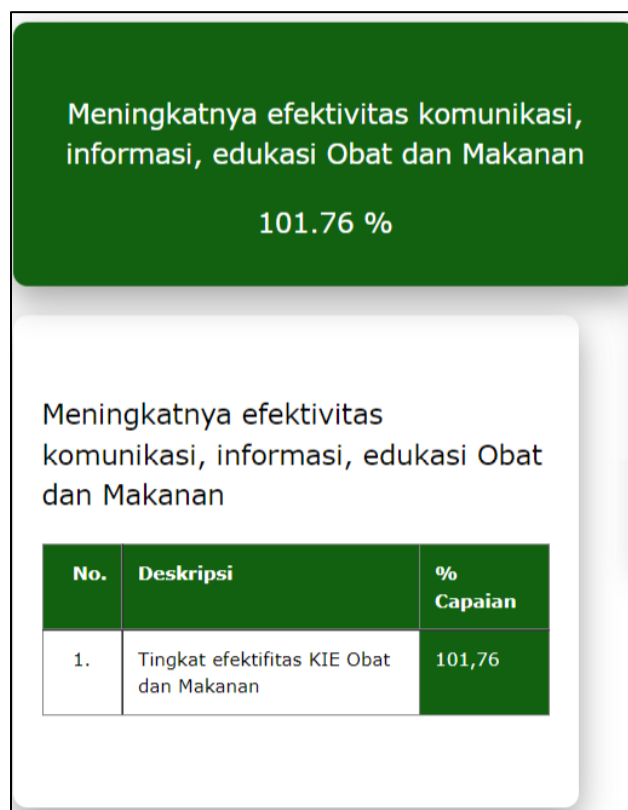 Meningkatnya efektivitas komunikasi,
informasi, edukasi Obat dan Makanan
101.76 %
Meningkatnya efektivitas
komunikasi, informasi, edukasi Obat
dan Makanan
No. Deskripsi % Capaian
1. Tingkat efektifitas KIE Obat dan Makanan 101,76